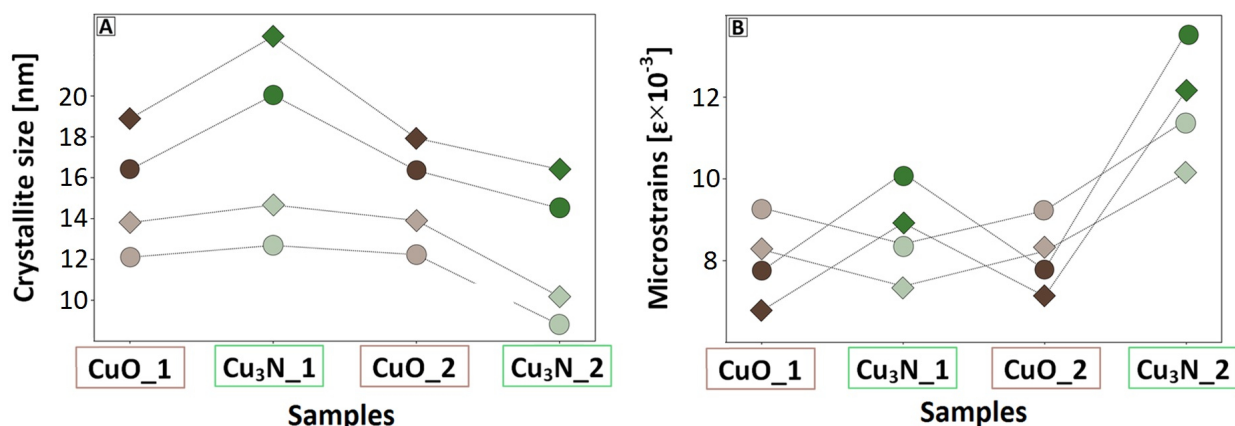 A
Crystallite size [nm]
20
18
16
14
12
10
CuO_1
Cu₃N_1
CuO_2
Cu₃N_2
Samples
B
Microstrains [ε×10⁻³]
12
10
8
CuO_1
Cu₃N_1
CuO_2
Cu₃N_2
Samples